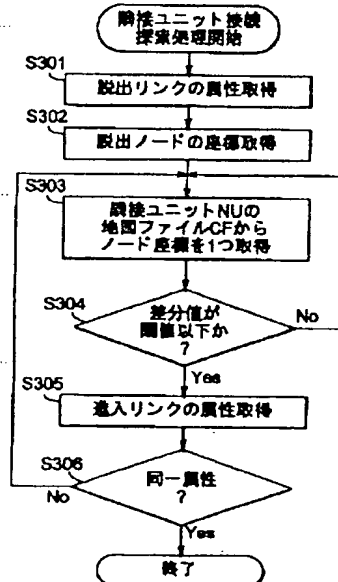 隣接ユニット接続
探索処理開始
S301
脱出リンクの属性取得
S302
脱出ノードの座標取得
S303
隣接ユニットNUの
地図ファイルCFから
ノード座標を1つ取得
S304
差分値が
閾値以下か
?
No
Yes
S305
進入リンクの属性取得
S306
同一属性
?
No
Yes
終了